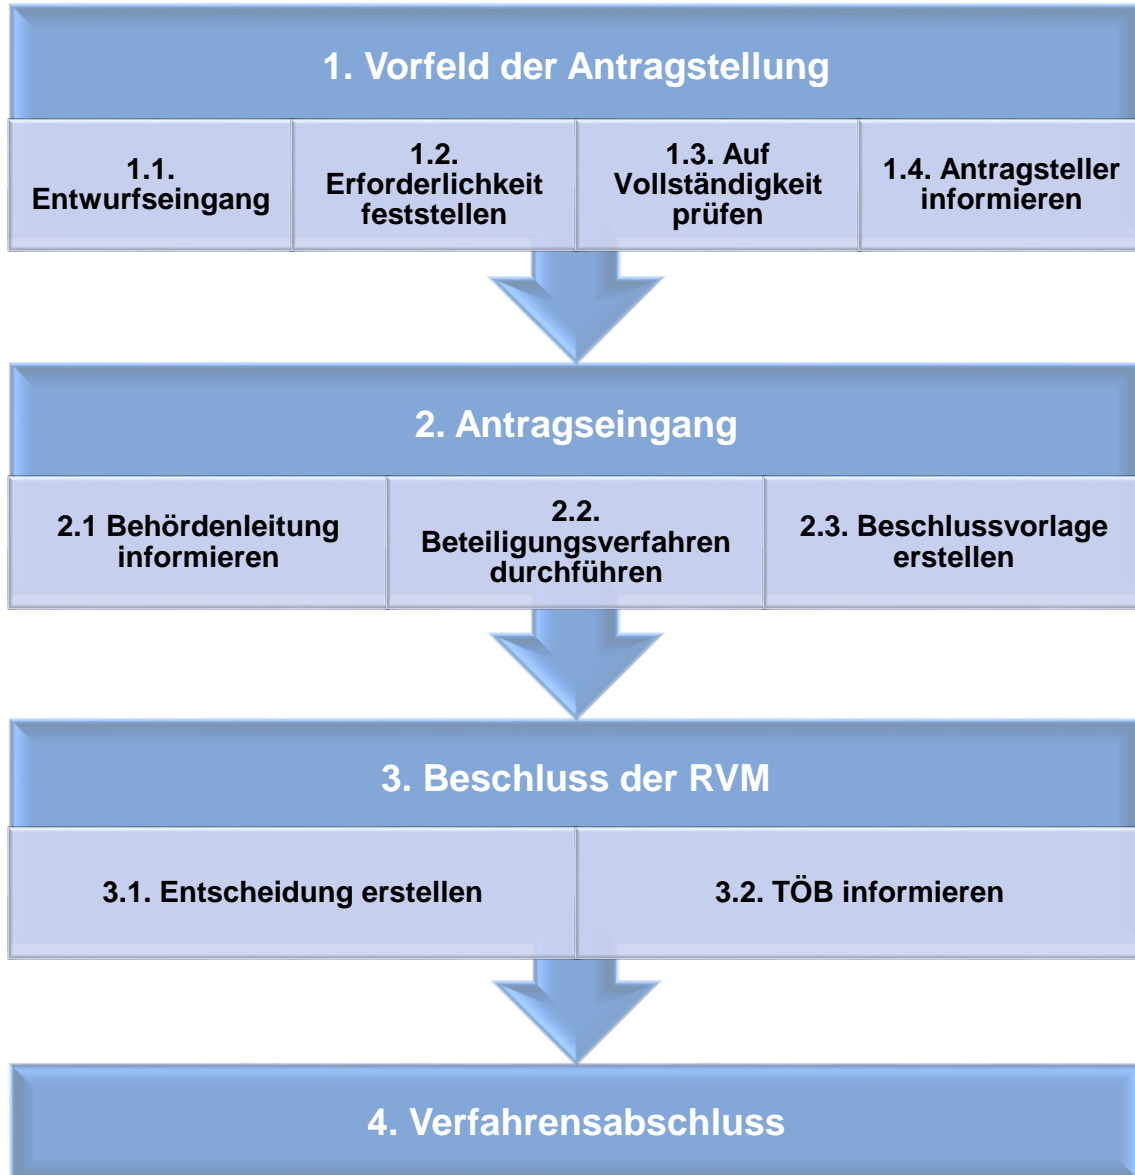 1. Vorfeld der Antragstellung
1.1.
Entwurfseingang
1.2.
Erforderlichkeit
feststellen
1.3. Auf
Vollständigkeit
prüfen
1.4. Antragsteller
informieren
2. Antragseingang
2.1 Behördenleitung
informieren
2.2.
Beteiligungsverfahren
durchführen
2.3. Beschlussvorlage
erstellen
3. Beschluss der RVM
3.1. Entscheidung erstellen
3.2. TÖB informieren
4. Verfahrensabschluss